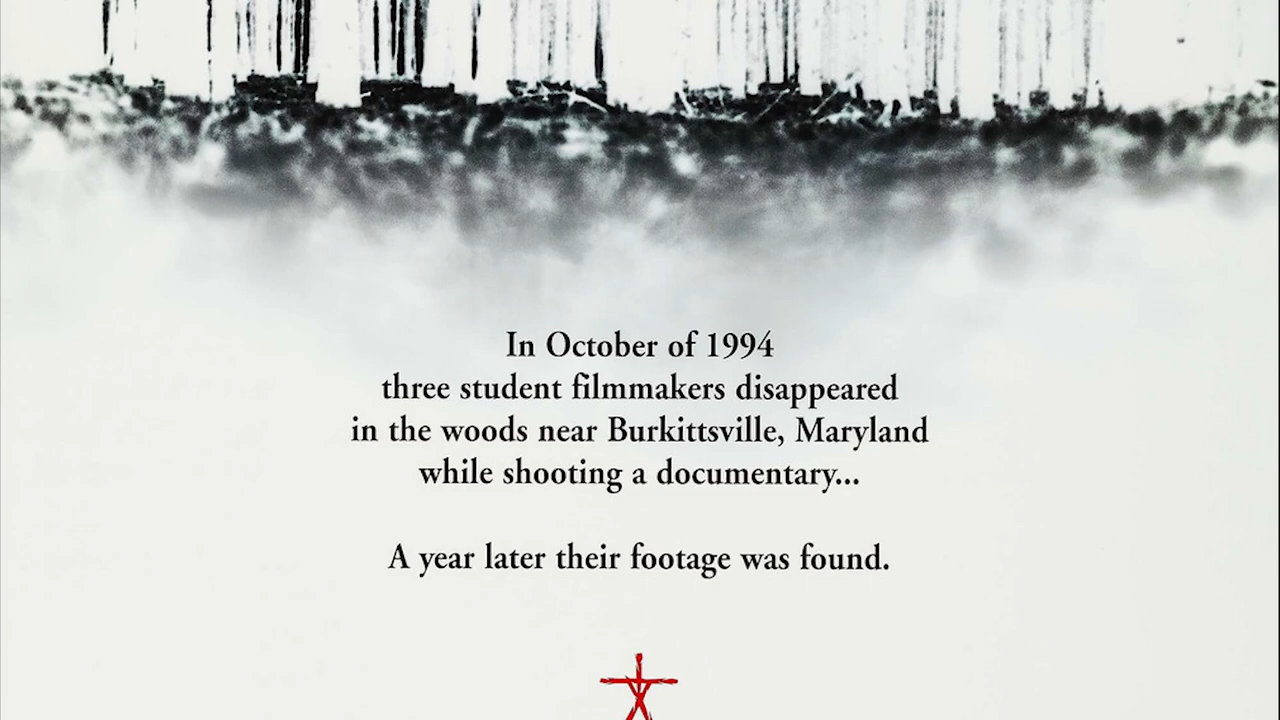 In October of 1994
three student filmmakers disappeared
in the woods near Burkittsville, Maryland
while shooting a documentary...
A year later their footage was found.